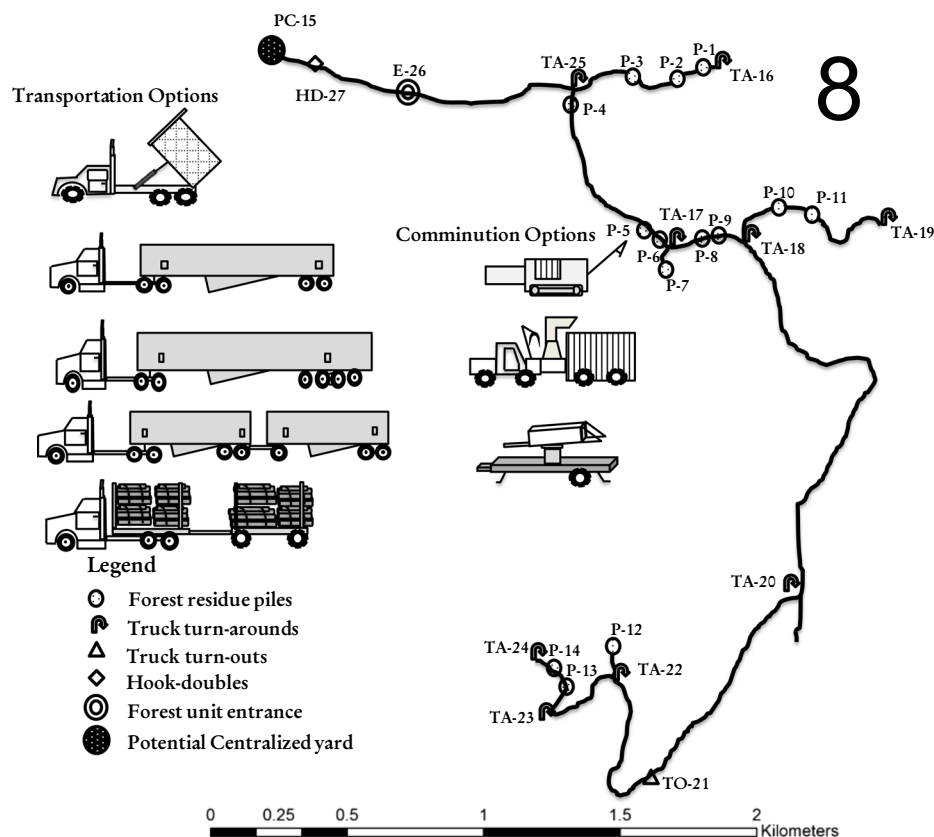 PC-15
8
P-1
P-3
TA-25
P-2
TA-16
E-26
HD-27
Transportation Options
P-4
P-10
P-11
TA-17
P-9
P-5
Comminution Options
TA-19
P-6
P-8
TA-18
P-7
Legend
TA-20
Forest residue piles
P-12
Truck turn-arounds
TA-24
P-14
Truck turn-outs
P-13
TA-22
Hook-doubles
Forest unit entrance
TA-23
Potential Centralized yard
TO-21
0 0.25 0.5 1 1.5 2
Kilometers